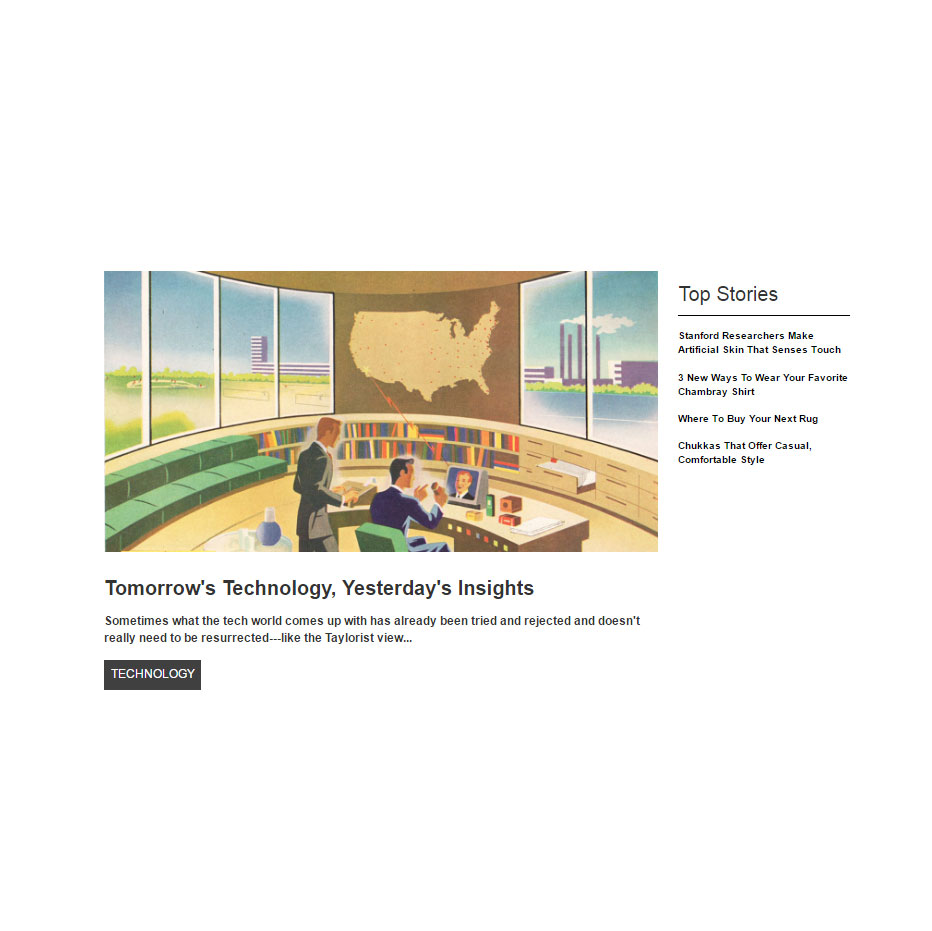 Top Stories
Stanford Researchers Make
Artificial Skin That Senses Touch
3 New Ways To Wear Your Favorite
Chambray Shirt
Where To Buy Your Next Rug
Chukkas That Offer Casual,
Comfortable Style
Tomorrow's Technology, Yesterday's Insights
Sometimes what the tech world comes up with has already been tried and rejected and doesn't
really need to be resurrected---like the Taylorist view...
TECHNOLOGY